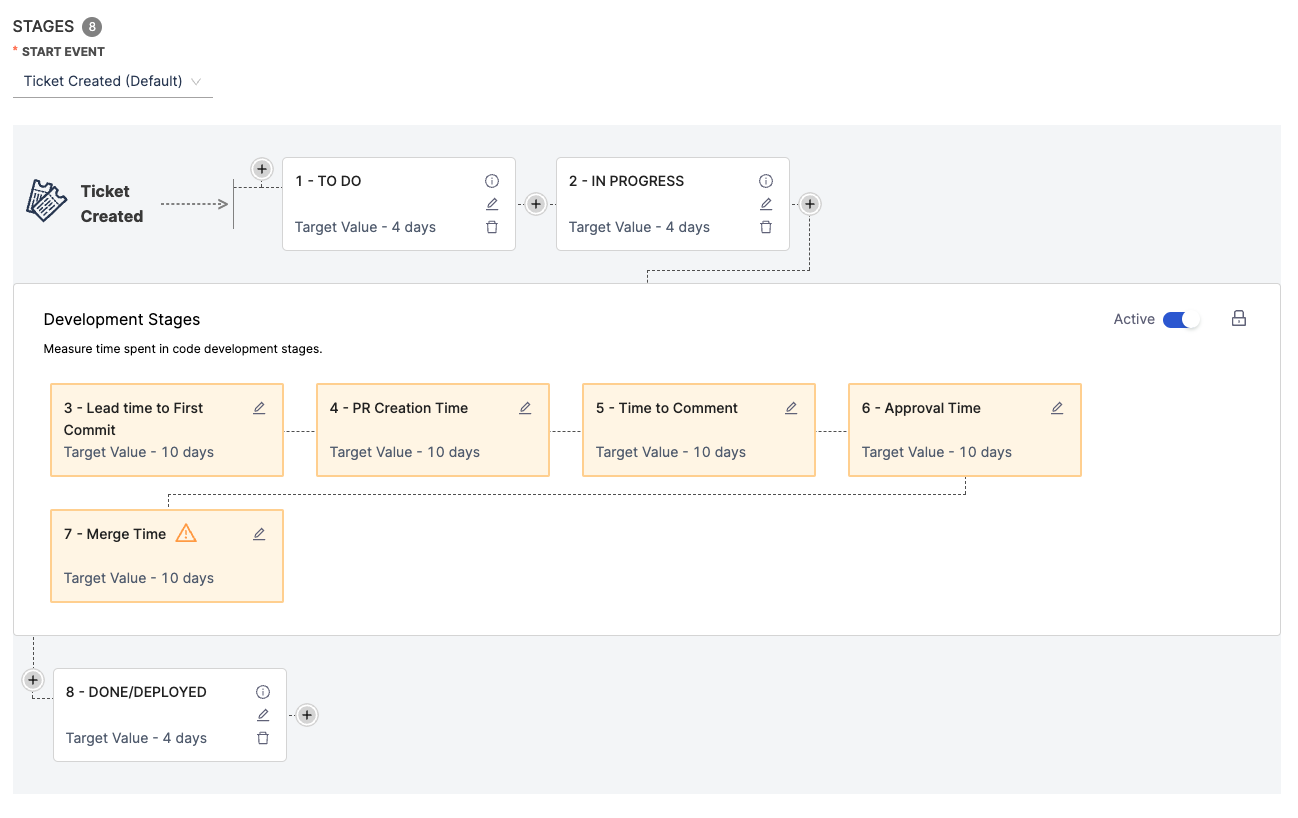 STAGES 8
* START EVENT
Ticket Created (Default)
Ticket
Created
1 - TO DO
Target Value - 4 days
2 - IN PROGRESS
Target Value - 4 days
Development Stages
Active
Measure time spent in code development stages.
3 - Lead time to First
Commit
Target Value - 10 days
4 - PR Creation Time
Target Value - 10 days
5 - Time to Comment
Target Value - 10 days
6 - Approval Time
Target Value - 10 days
7 - Merge Time
Target Value - 10 days
8 - DONE/DEPLOYED
Target Value - 4 days